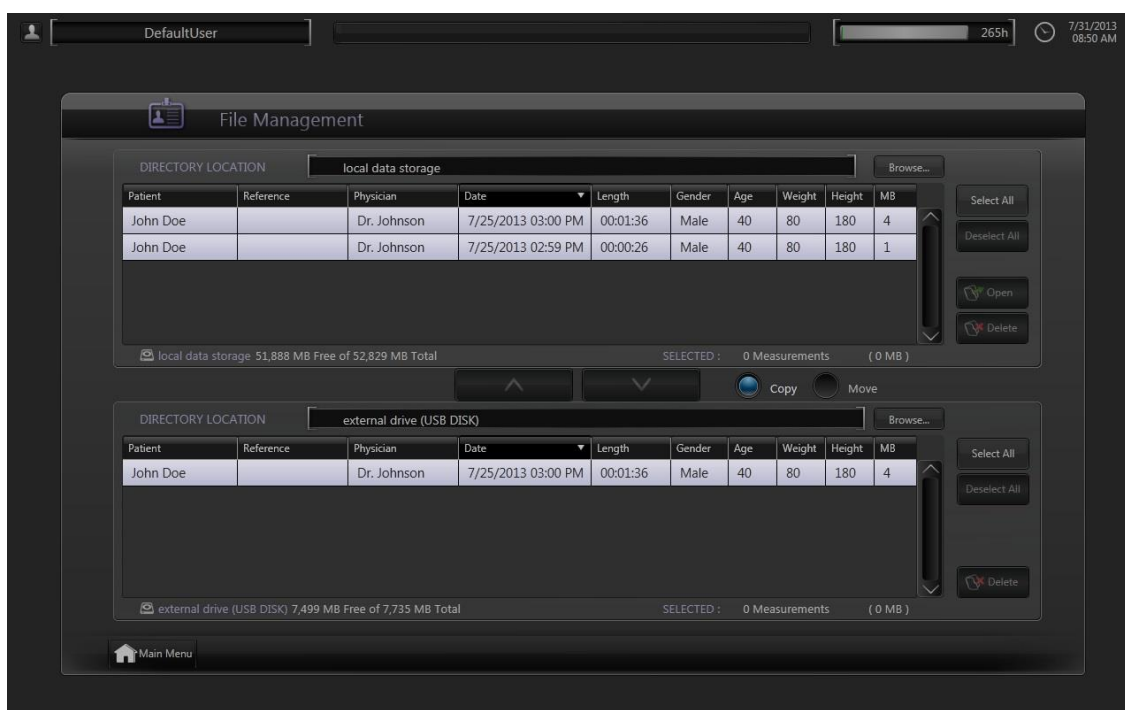 DefaultUser 265h 7/31/2013
08:50 AM
File Management
DIRECTORY LOCATION local data storage Browse...
Patient Reference Physician Date Length Gender Age Weight Height MB
Select All
John Doe Dr. Johnson 7/25/2013 03:00 PM 00:01:36 Male 40 80 180 4
Deselect All
John Doe Dr. Johnson 7/25/2013 02:59 PM 00:00:26 Male 40 80 180 1
Open
Delete
local data storage 51,888 MB Free of 52,829 MB Total SELECTED : 0 Measurements ( 0 MB )
Copy Move
DIRECTORY LOCATION external drive (USB DISK) Browse...
Patient Reference Physician Date Length Gender Age Weight Height MB
Select All
John Doe Dr. Johnson 7/25/2013 03:00 PM 00:01:36 Male 40 80 180 4
Deselect All
Delete
external drive (USB DISK) 7,499 MB Free of 7,735 MB Total SELECTED : 0 Measurements ( 0 MB )
Main Menu